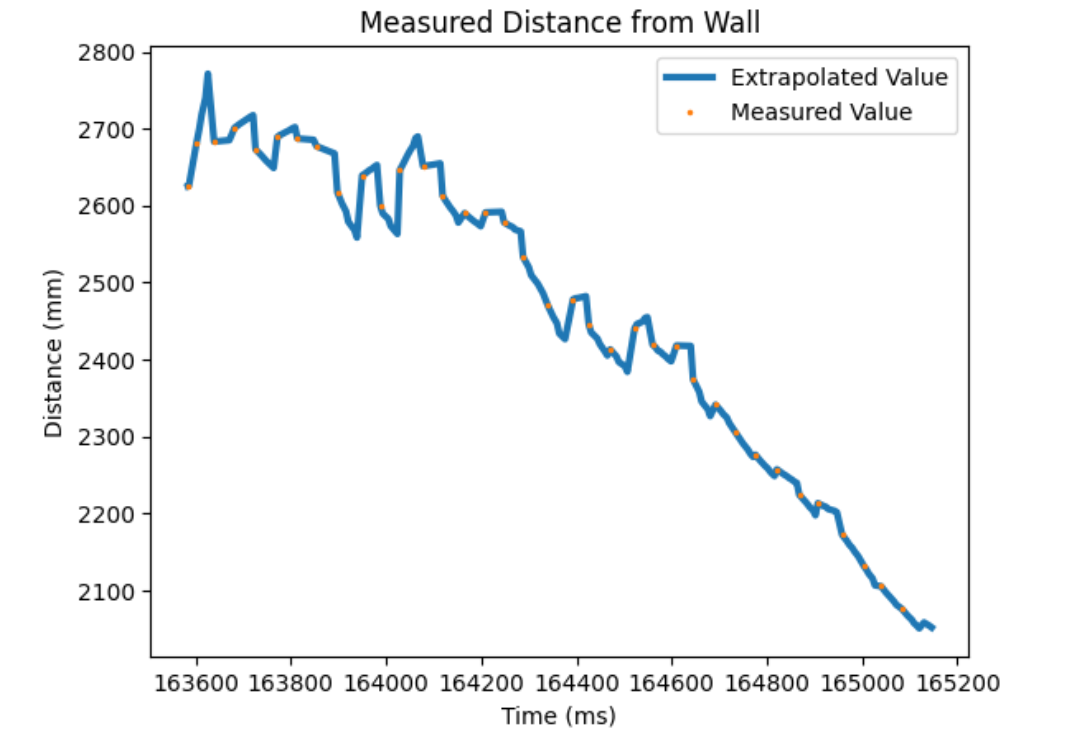 Measured Distance from Wall
Extrapolated Value
Measured Value
Distance (mm)
2800
2700
2600
2500
2400
2300
2200
2100
163600 163800 164000 164200 164400 164600 164800 165000 165200
Time (ms)